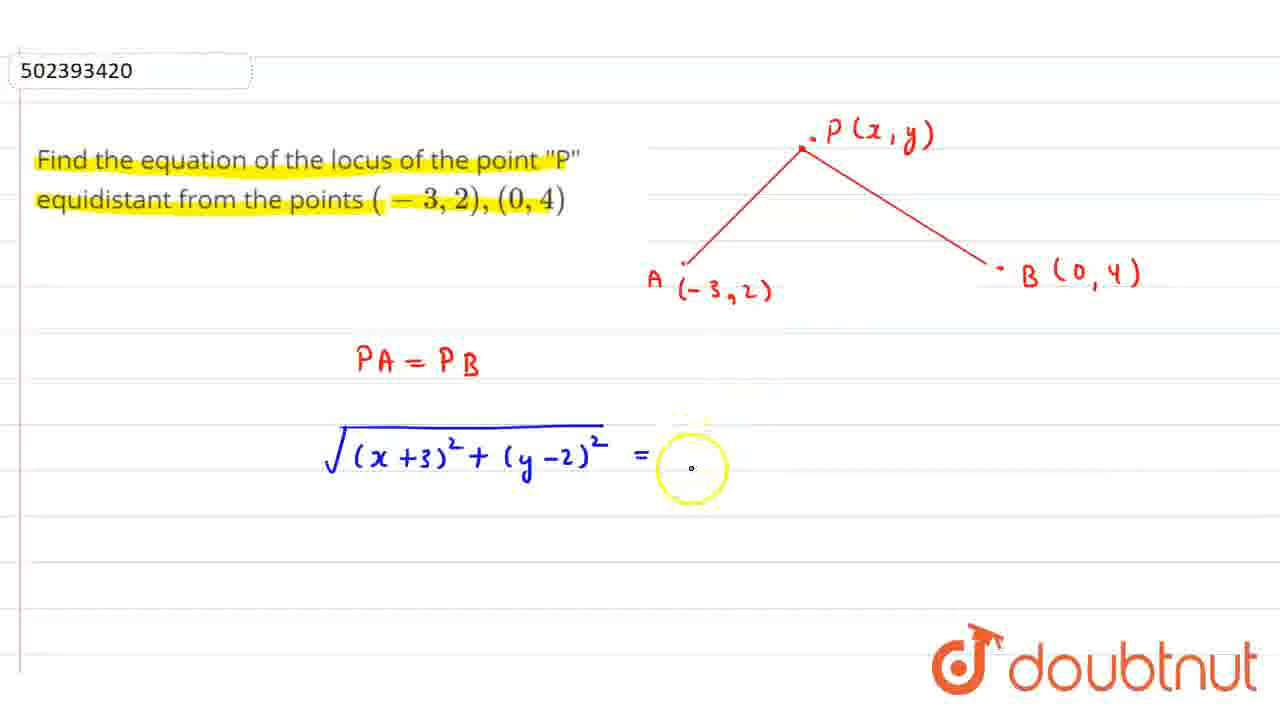 502393420
Find the equation of the locus of the point "P"
equidistant from the points (−3, 2), (0, 4)
P (x, y)
A (-3, 2)
B (0, 4)
PA = PB
√((x+3)² + (y-2)²) =
doubtnut